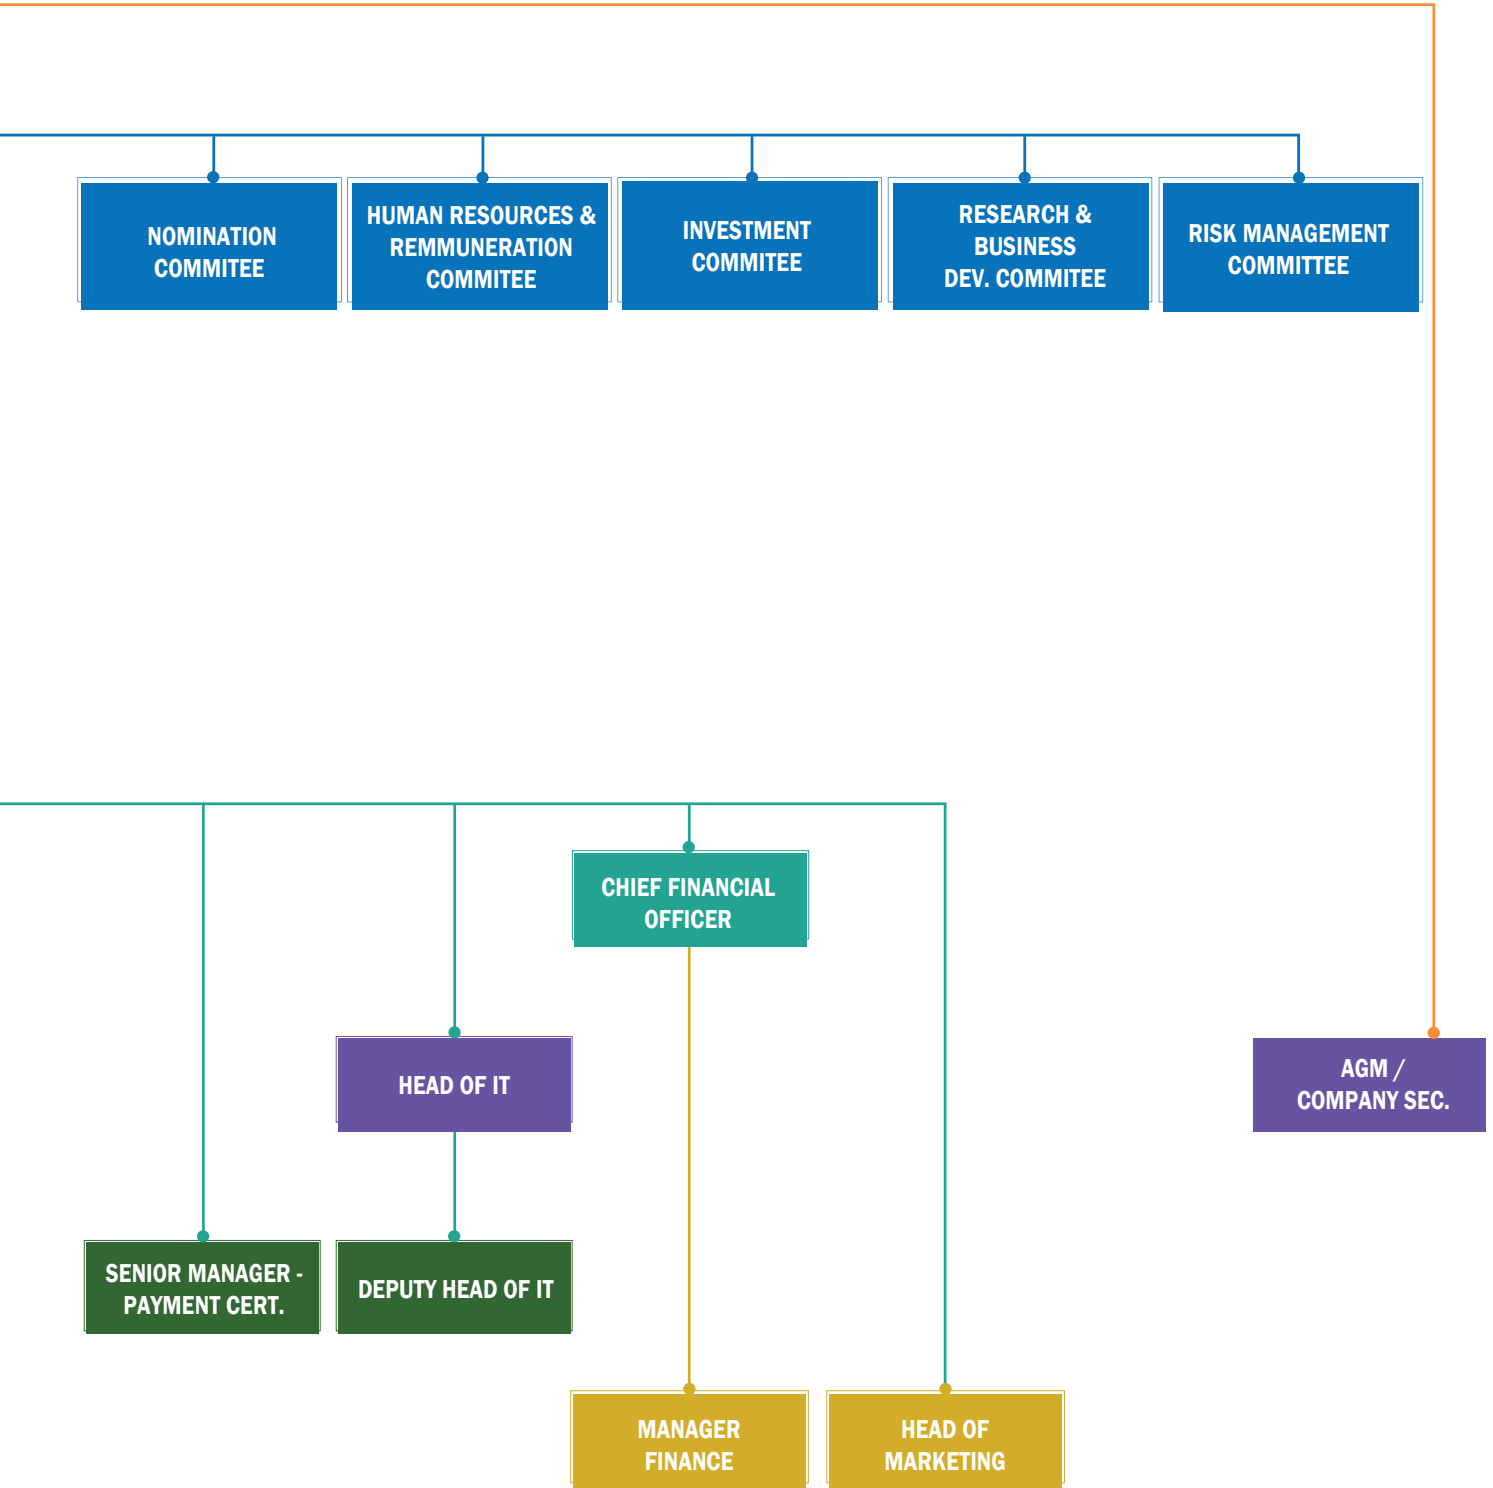 NOMINATION
COMMITEE
HUMAN RESOURCES &
REMMUNERATION
COMMITEE
INVESTMENT
COMMITEE
RESEARCH &
BUSINESS
DEV. COMMITEE
RISK MANAGEMENT
COMMITTEE
CHIEF FINANCIAL
OFFICER
HEAD OF IT
AGM /
COMPANY SEC.
SENIOR MANAGER -
PAYMENT CERT.
DEPUTY HEAD OF IT
MANAGER
FINANCE
HEAD OF
MARKETING